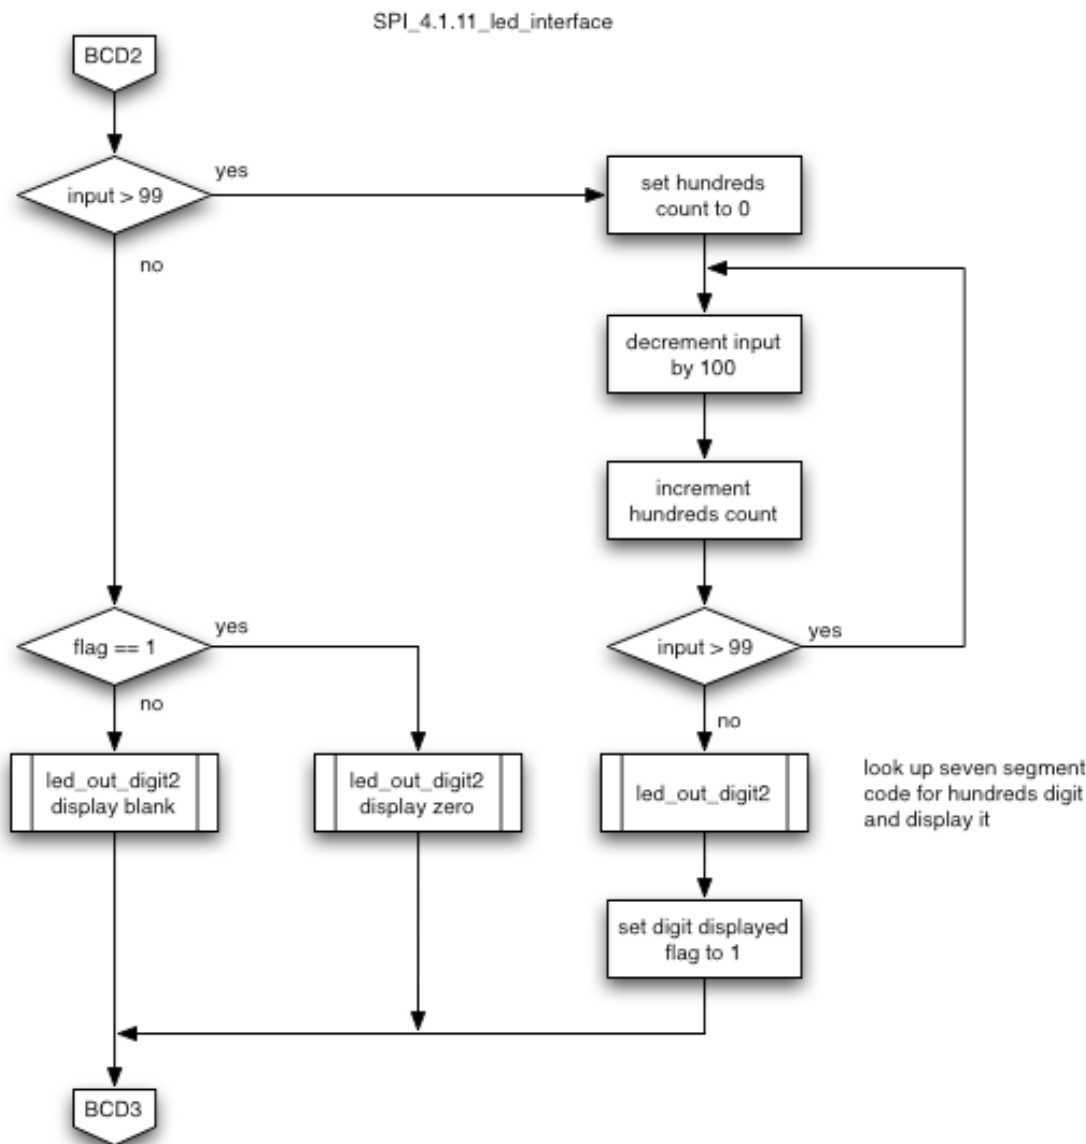 SPI_4.1.11_led_interface
BCD2
input > 99
yes
no
set hundreds
count to 0
decrement input
by 100
increment
hundreds count
flag == 1
yes
no
input > 99
yes
no
led_out_digit2
display blank
led_out_digit2
display zero
led_out_digit2
look up seven segment
code for hundreds digit
and display it
set digit displayed
flag to 1
BCD3